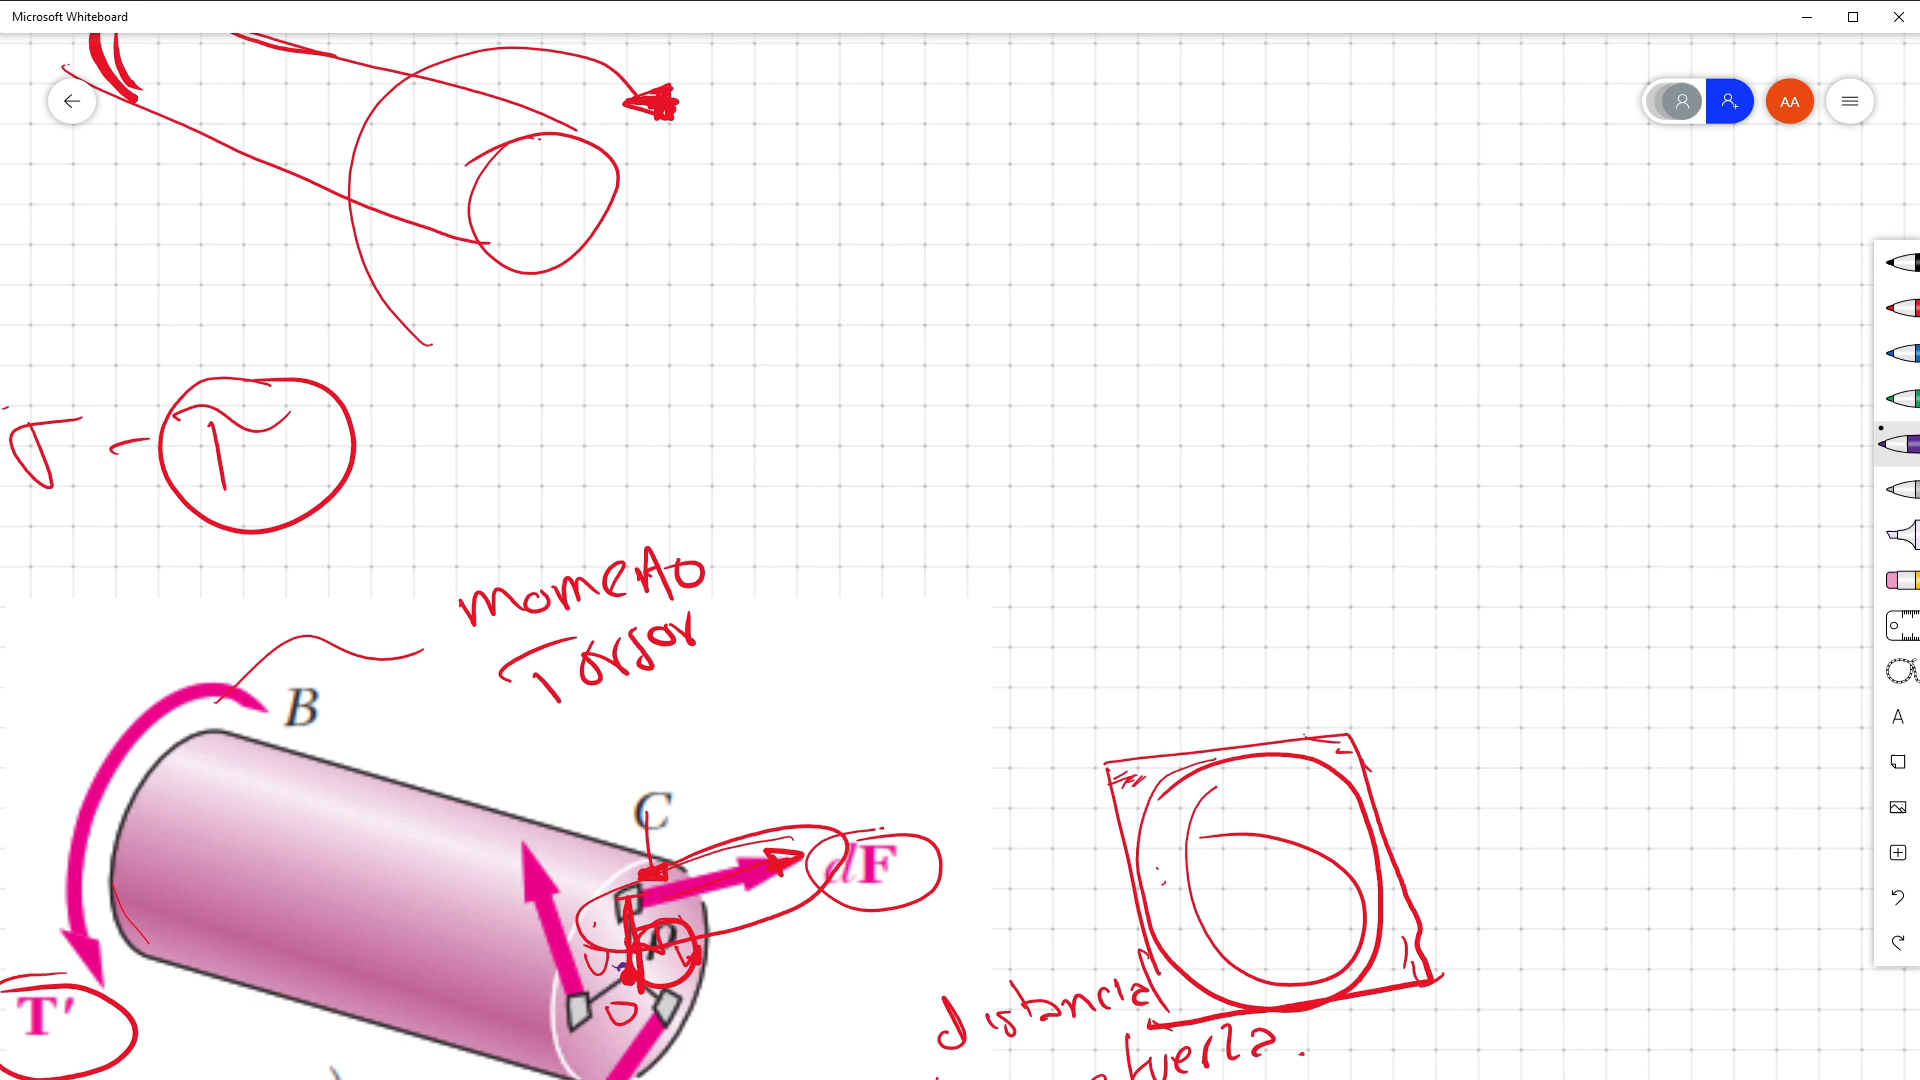 Microsoft Whiteboard
AA
momento
Torsor
B
C
dF
ρ
T'
distancia
fuerza.